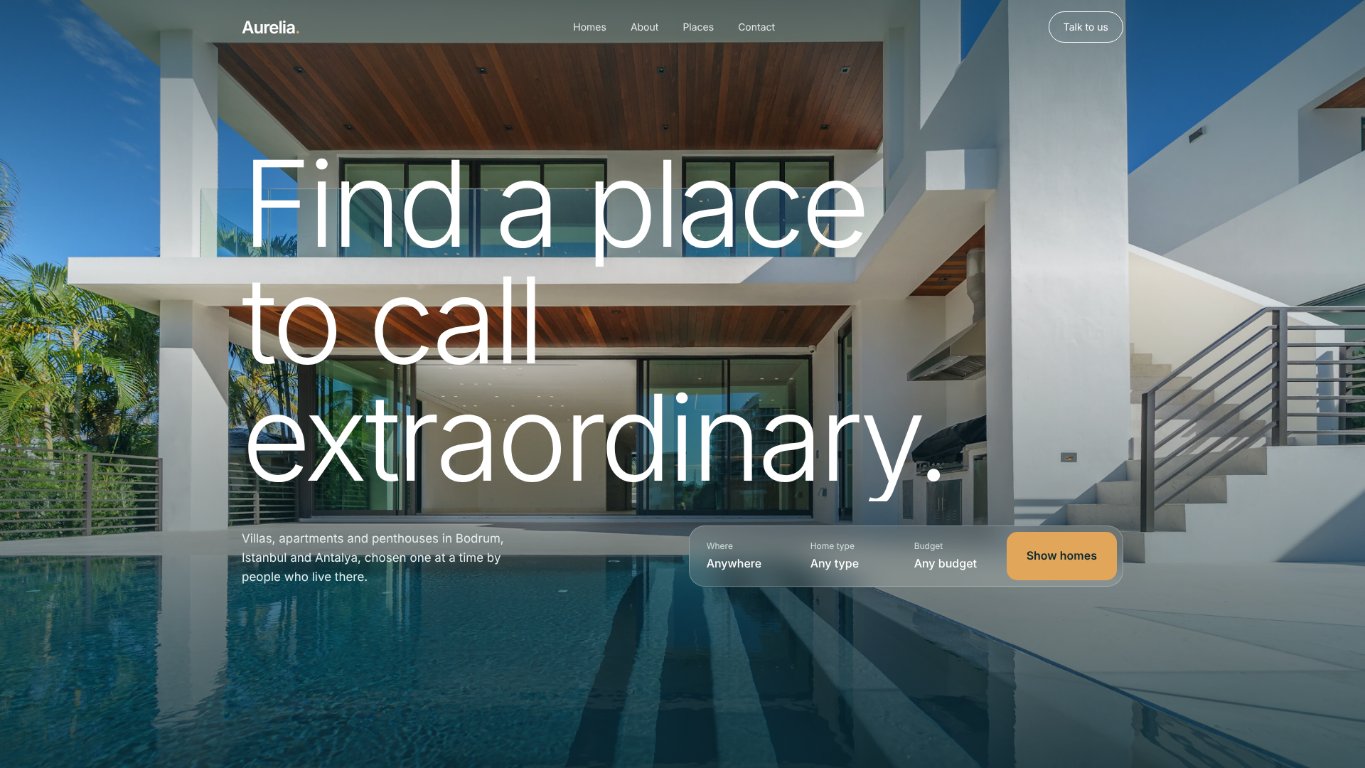 Aurelia.
Homes About Places Contact
Talk to us
Find a place
to call
extraordinary.
Villas, apartments and penthouses in Bodrum,
Istanbul and Antalya, chosen one at a time by
people who live there.
Where
Anywhere
Home type
Any type
Budget
Any budget
Show homes